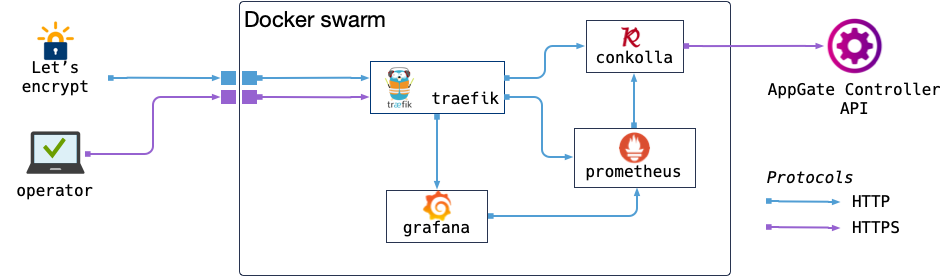 Docker swarm
Let's
encrypt
operator
træfik
traefik
conkolla
prometheus
grafana
AppGate Controller
API
Protocols
HTTP
HTTPS